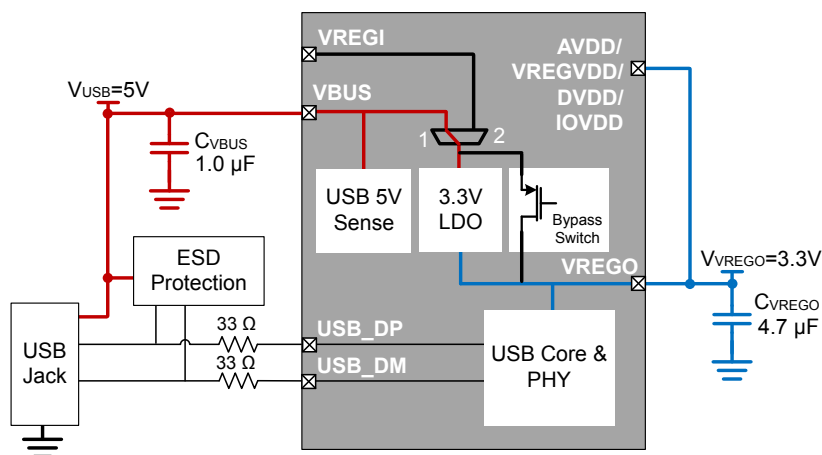 VREGI
AVDD/
VREGVDD/
DVDD/
IOVDD
VUSB=5V
VBUS
CVBUS
1.0 µF
1
2
USB 5V
Sense
3.3V
LDO
Bypass
Switch
ESD
Protection
VREGO
VVREGO=3.3V
CVREGO
4.7 µF
USB
Jack
33 Ω
USB_DP
33 Ω
USB_DM
USB Core &
PHY